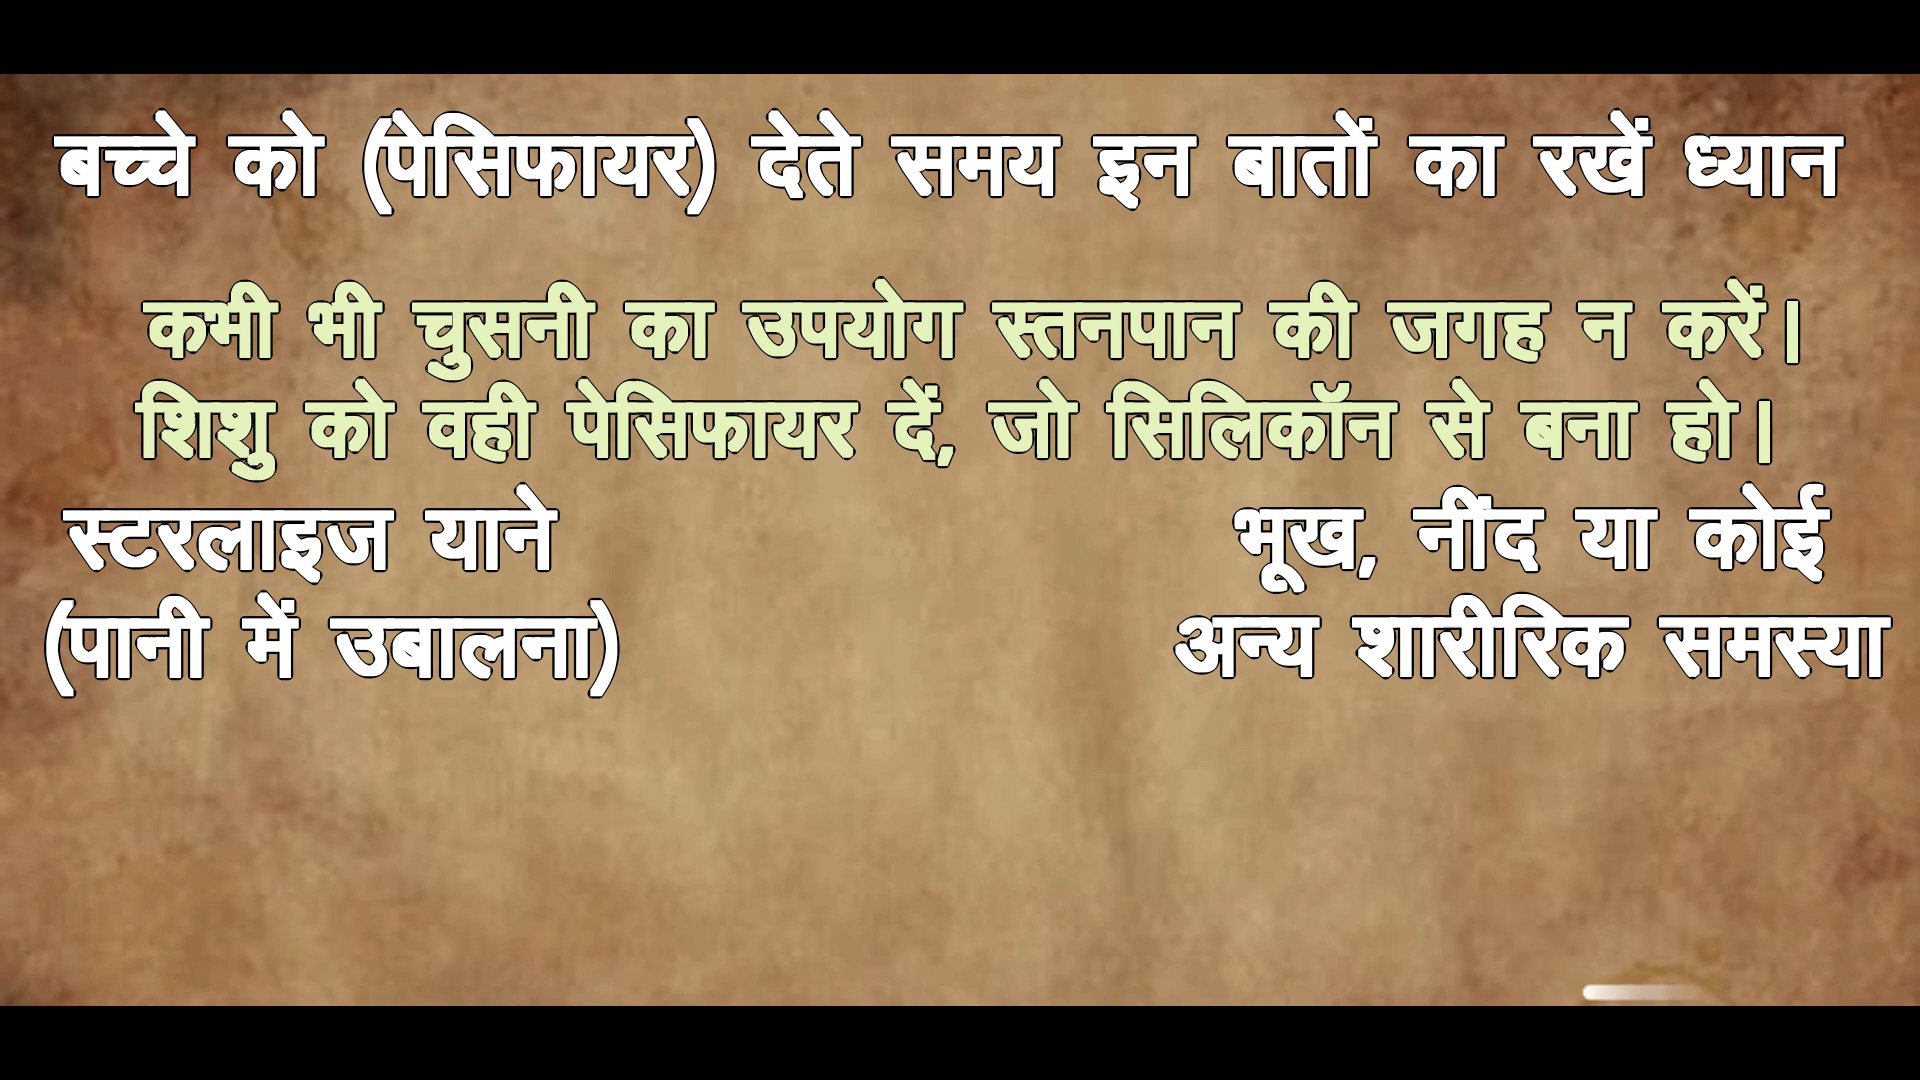 बच्चे को (पेसिफायर) देते समय इन बातों का रखें ध्यान
कभी भी चुसनी का उपयोग स्तनपान की जगह न करें।
शिशु को वही पेसिफायर दें, जो सिलिकॉन से बना हो।
स्टरलाइज याने
(पानी में उबालना)
भूख, नींद या कोई
अन्य शारीरिक समस्या